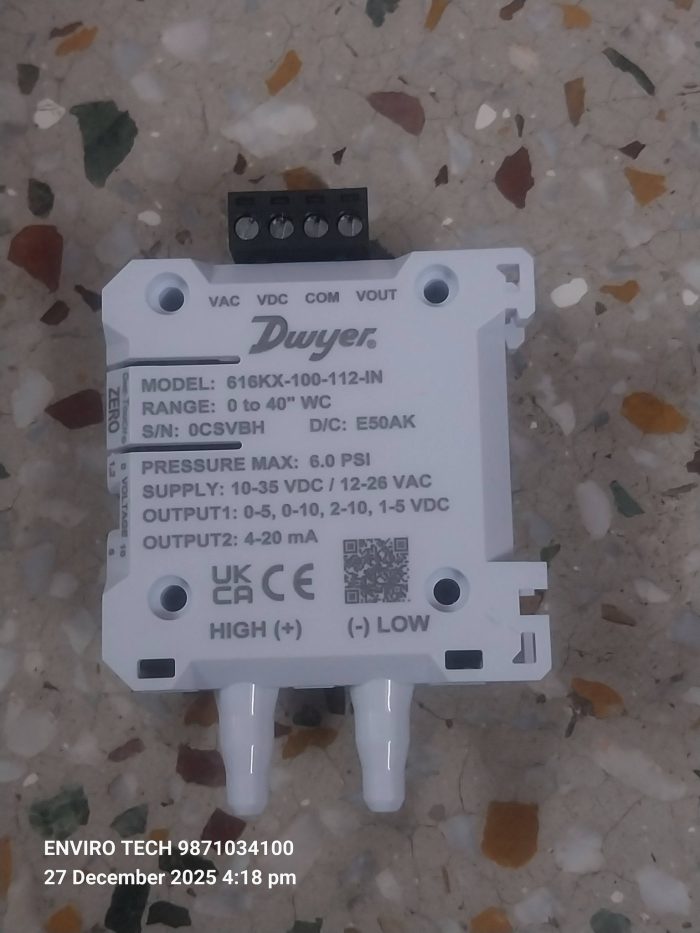 VAC VDC COM VOUT
Dwyer®
MODEL: 616KX-100-112-IN
RANGE: 0 to 40" WC
S/N: 0CSVBH D/C: E50AK
ZERO
PRESSURE MAX: 6.0 PSI
SUPPLY: 10-35 VDC / 12-26 VAC
OUTPUT1: 0-5, 0-10, 2-10, 1-5 VDC
OUTPUT2: 4-20 mA
VOLTAGE
UK
CA CE
HIGH (+) (-) LOW
ENVIRO TECH 9871034100
27 December 2025 4:18 pm